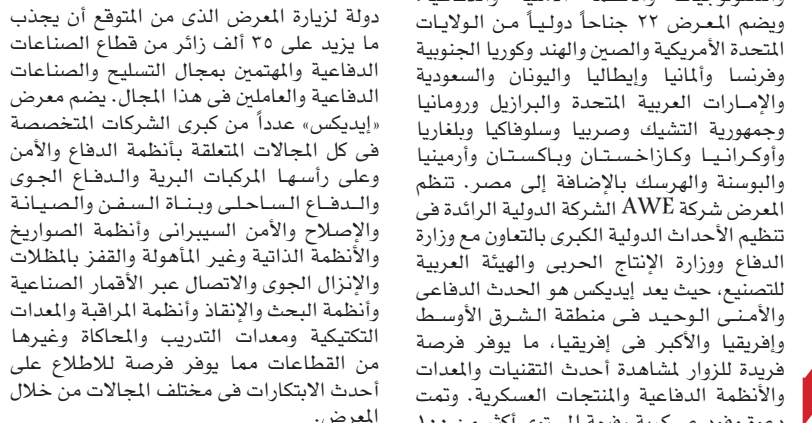 ويضم المعرض ٢٢ جناحاً دولياً من الولايات
المتحدة الأمريكية والصين والهند وكوريا الجنوبية
وفرنسا وألمانيا وإيطاليا واليونان والسعودية
والإمارات العربية المتحدة والبرازيل ورومانيا
وجمهورية التشيك وصربيا وسلوفاكيا وبلغاريا
وأوكرانيا وكازاخستان وباكستان وأرمينيا
والبوسنة والهرسك بالإضافة إلى مصر. تنظم
المعرض شركة AWE الشركة الدولية الرائدة فى
تنظيم الأحداث الدولية الكبرى بالتعاون مع وزارة
الدفاع ووزارة الإنتاج الحربى والهيئة العربية
للتصنيع، حيث يعد إيديكس هو الحدث الدفاعى
والأمنى الوحيد فى منطقة الشرق الأوسط
وإفريقيا والأكبر فى إفريقيا، ما يوفر فرصة
فريدة للزوار لمشاهدة أحدث التقنيات والمعدات
والأنظمة الدفاعية والمنتجات العسكرية. وتمت
دولة لزيارة المعرض الذى من المتوقع أن يجذب
ما يزيد على ٣٥ ألف زائر من قطاع الصناعات
الدفاعية والمهتمين بمجال التسليح والصناعات
الدفاعية والعاملين فى هذا المجال. يضم معرض
«إيديكس» عدداً من كبرى الشركات المتخصصة
فى كل المجالات المتعلقة بأنظمة الدفاع والأمن
وعلى رأسها المركبات البرية والدفاع الجوى
والدفاع الساحلى وبناة السفن والصيانة
والإصلاح والأمن السيبرانى وأنظمة الصواريخ
والأنظمة الذاتية وغير المأهولة والقفز بالمظلات
والإنزال الجوى والاتصال عبر الأقمار الصناعية
وأنظمة البحث والإنقاذ وأنظمة المراقبة والمعدات
التكتيكية ومعدات التدريب والمحاكاة وغيرها
من القطاعات مما يوفر فرصة للاطلاع على
أحدث الابتكارات فى مختلف المجالات من خلال
المعرض.